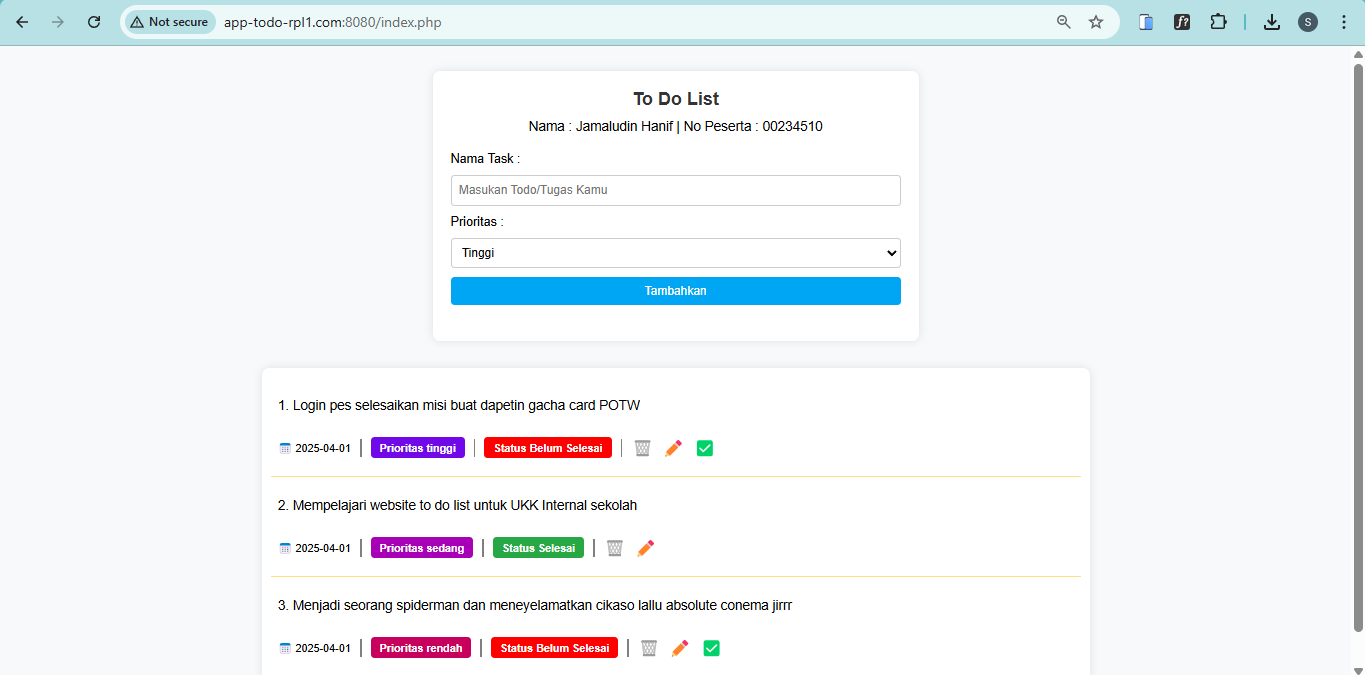 Not secure
app-todo-rpl1.com:8080/index.php
f?
S
To Do List
Nama : Jamaludin Hanif | No Peserta : 00234510
Nama Task :
Masukan Todo/Tugas Kamu
Prioritas :
Tinggi
Tambahkan
1. Login pes selesaikan misi buat dapetin gacha card POTW
2025-04-01 | Prioritas tinggi | Status Belum Selesai |
2. Mempelajari website to do list untuk UKK Internal sekolah
2025-04-01 | Prioritas sedang | Status Selesai |
3. Menjadi seorang spiderman dan meneyelamatkan cikaso lallu absolute conema jirrr
2025-04-01 | Prioritas rendah | Status Belum Selesai |